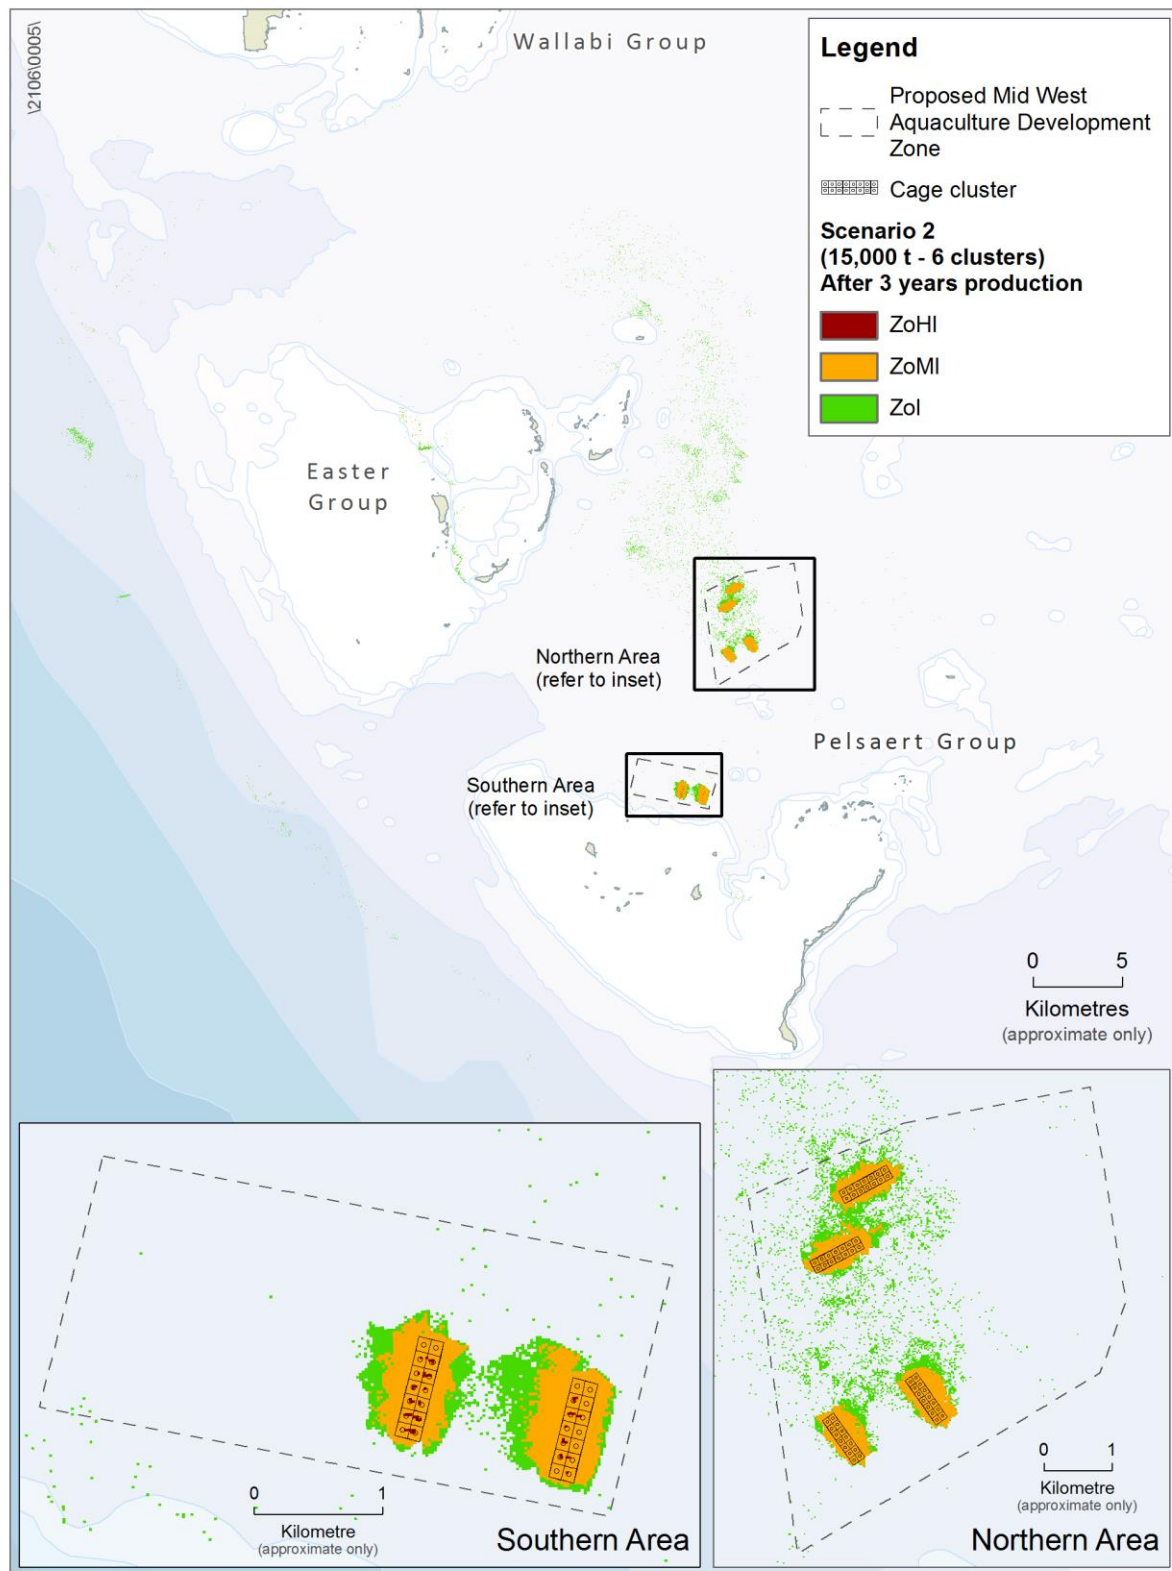 \2106\0005\
Wallabi Group
Legend
Proposed Mid West
Aquaculture Development
Zone
Cage cluster
Scenario 2
(15,000 t - 6 clusters)
After 3 years production
ZoHI
ZoMI
ZoI
Easter
Group
Northern Area
(refer to inset)
Pelsaert Group
Southern Area
(refer to inset)
0 5
Kilometres
(approximate only)
0 1
Kilometre
(approximate only)
Southern Area
0 1
Kilometre
(approximate only)
Northern Area